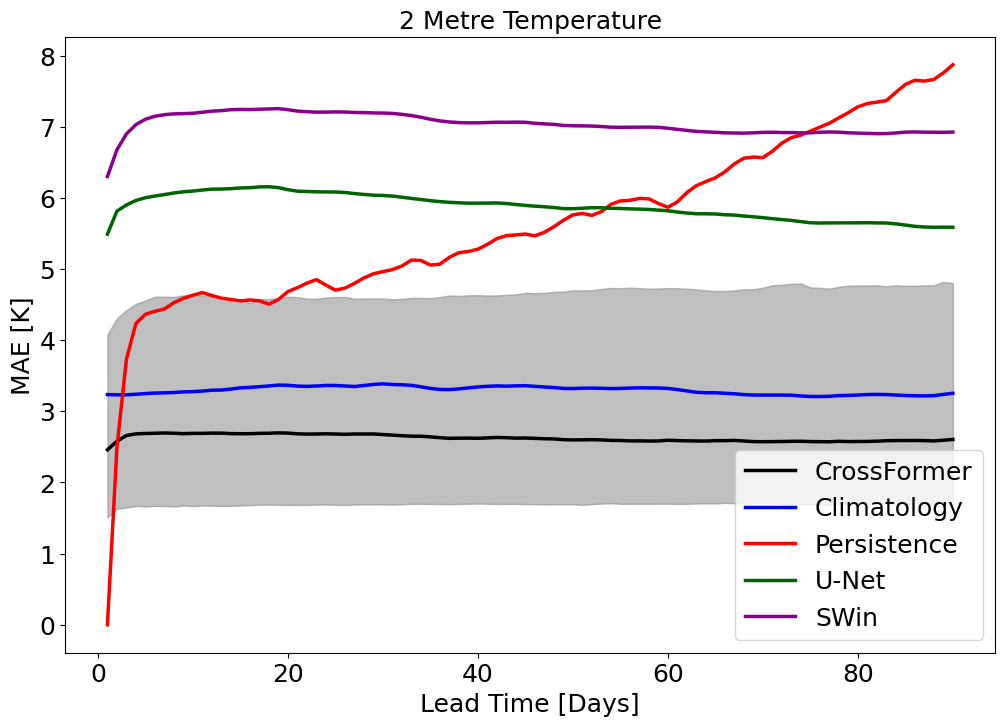 2 Metre Temperature
MAE [K]
8
7
6
5
4
3
2
1
0
CrossFormer
Climatology
Persistence
U-Net
SWin
0 20 40 60 80
Lead Time [Days]